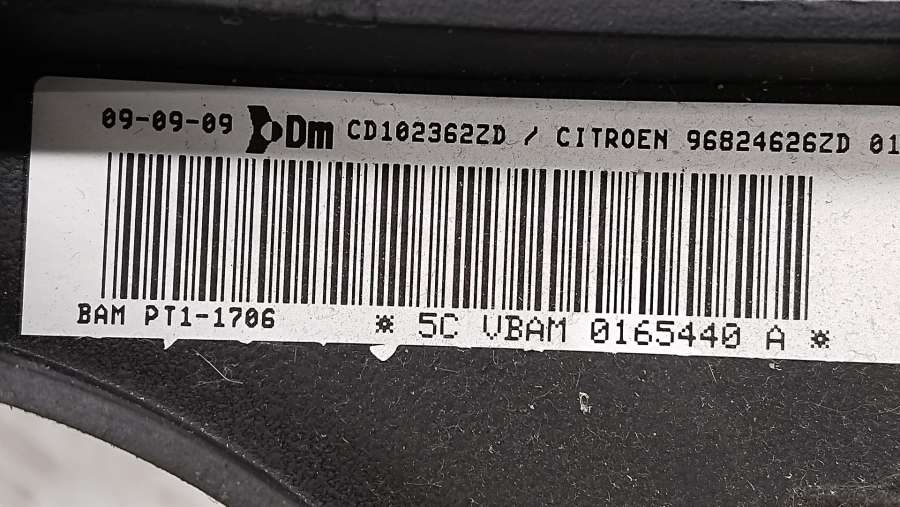 09-09-09 Dm CD102362ZD / CITROEN 96824626ZD 01
BAM PT1-1706 * 5C VBAM 0165440 A *